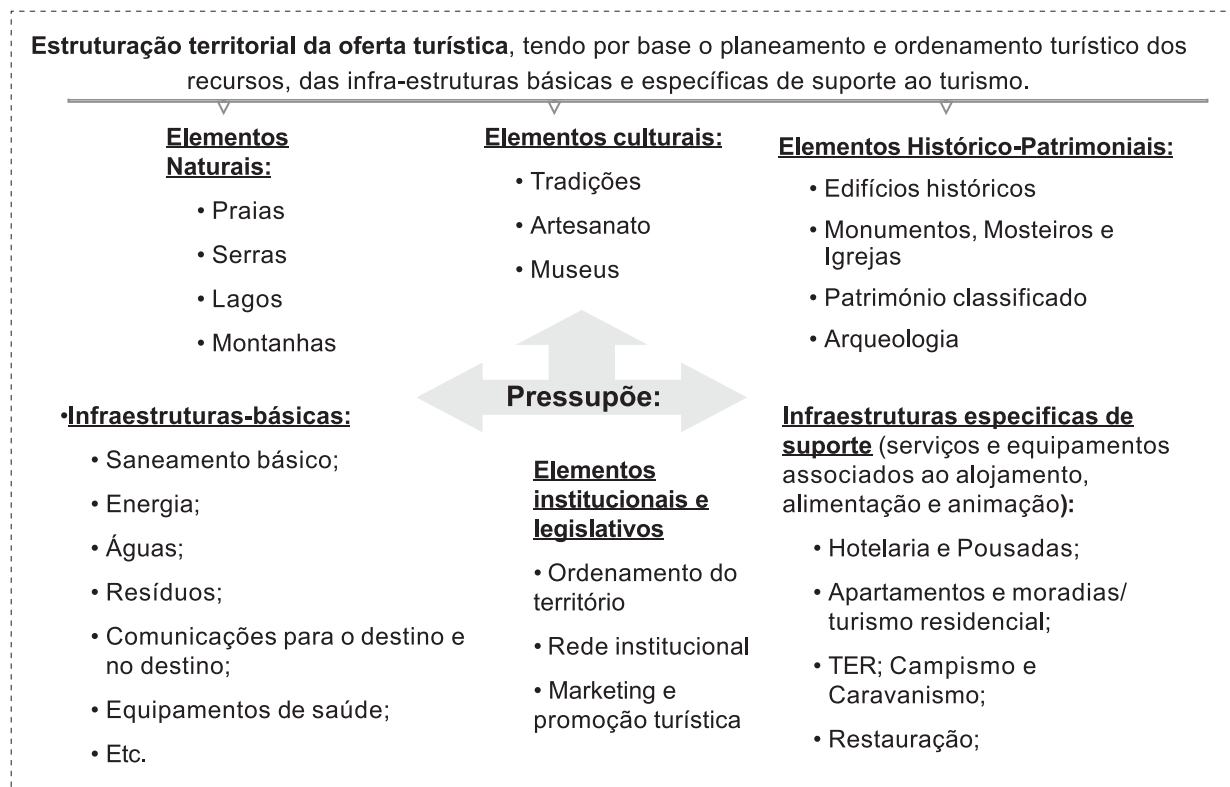 Estruturação territorial da oferta turística, tendo por base o planeamento e ordenamento turístico dos
recursos, das infra-estruturas básicas e específicas de suporte ao turismo.
Elementos
Naturais:
• Praias
• Serras
• Lagos
• Montanhas
Elementos culturais:
• Tradições
• Artesanato
• Museus
Elementos Histórico-Patrimoniais:
• Edifícios históricos
• Monumentos, Mosteiros e
Igrejas
• Património classificado
• Arqueologia
Pressupõe:
•Infraestruturas-básicas:
• Saneamento básico;
• Energia;
• Águas;
• Resíduos;
• Comunicações para o destino e
no destino;
• Equipamentos de saúde;
• Etc.
Elementos
institucionais e
legislativos
• Ordenamento do
território
• Rede institucional
• Marketing e
promoção turística
Infraestruturas especificas de
suporte (serviços e equipamentos
associados ao alojamento,
alimentação e animação):
• Hotelaria e Pousadas;
• Apartamentos e moradias/
turismo residencial;
• TER; Campismo e
Caravanismo;
• Restauração;